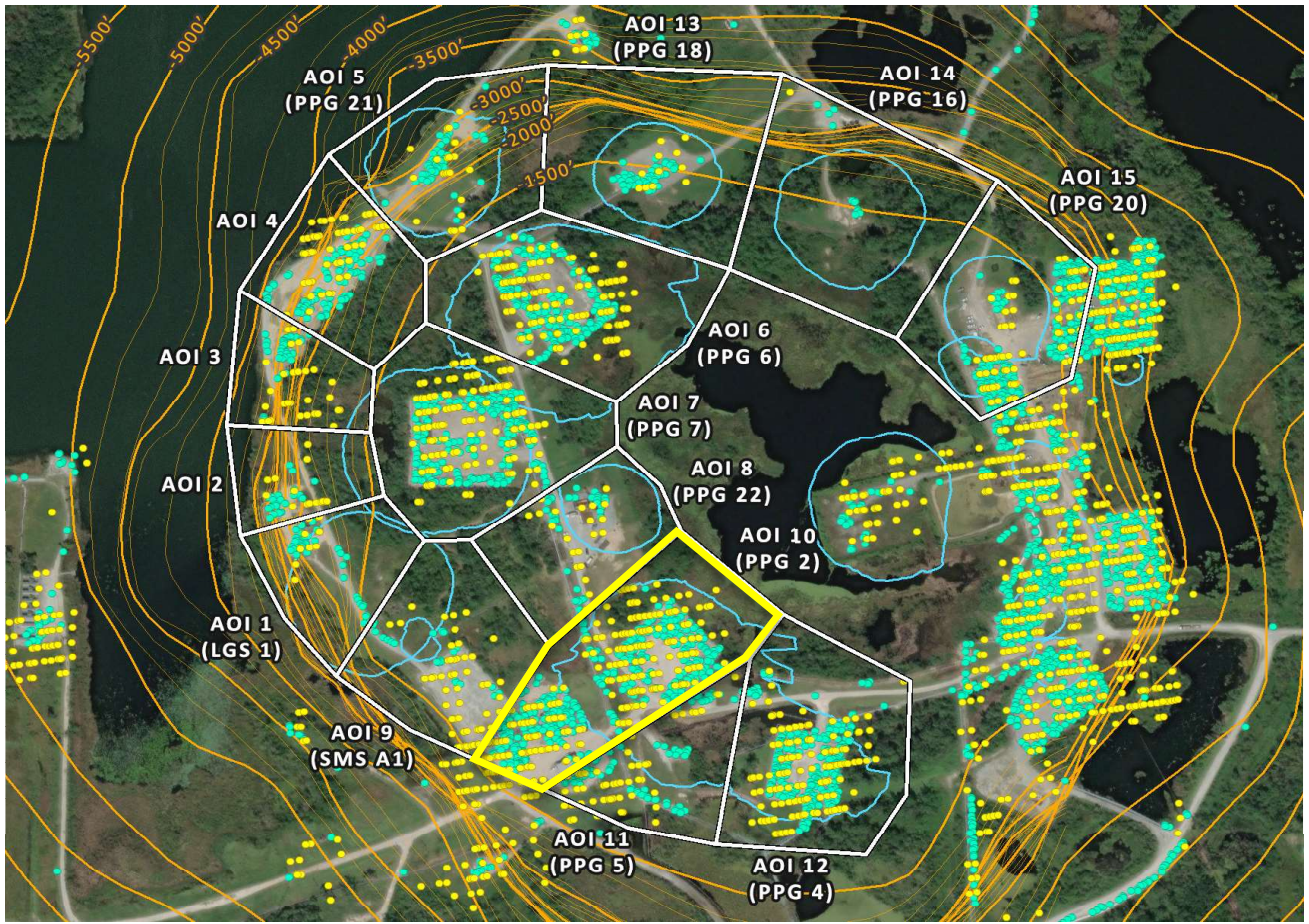 AOI 13
(PPG 18)
AOI 5
(PPG 21)
AOI 14
(PPG 16)
-5500'
-5000'
-4500'
-4000'
-3500'
-3000'
-2500'
-2000'
-1500'
AOI 15
(PPG 20)
AOI 4
AOI 6
(PPG 6)
AOI 3
AOI 7
(PPG 7)
AOI 8
(PPG 22)
AOI 2
AOI 10
(PPG 2)
AOI 1
(LGS 1)
AOI 9
(SMS A1)
AOI 11
(PPG 5)
AOI 12
(PPG 4)